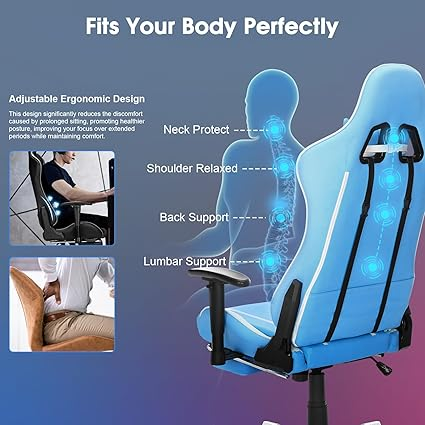 Fits Your Body Perfectly
Adjustable Ergonomic Design
This design significantly reduces the discomfort
caused by prolonged sitting, promoting healthier
posture, improving your focus over extended
periods while maintaining comfort.
Neck Protect
Shoulder Relaxed
Back Support
Lumbar Support